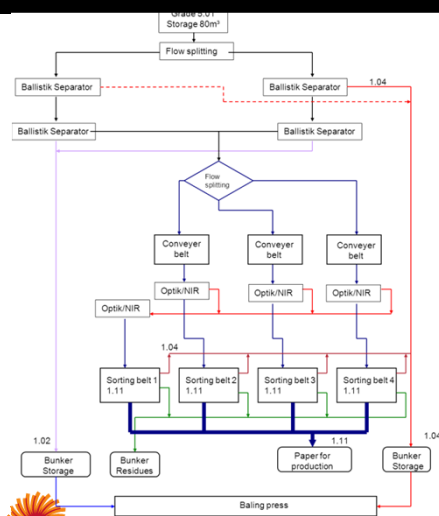 Grade 5.01
Storage 80m³
Flow splitting
1.04
Ballistik Separator
Ballistik Separator
Ballistik Separator
Ballistik Separator
Flow
splitting
Conveyer
belt
Conveyer
belt
Conveyer
belt
Optik/NIR
Optik/NIR
Optik/NIR
Optik/NIR
1.04
Sorting belt 1
1.11
Sorting belt 2
1.11
Sorting belt 3
1.11
Sorting belt 4
1.11
1.02
1.11
1.04
Bunker
Storage
Bunker
Residues
Paper for
production
Bunker
Storage
Baling press